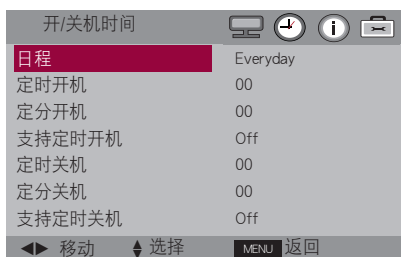 开/关机时间
日程 Everyday
定时开机 00
定分开机 00
支持定时开机 Off
定时关机 00
定分关机 00
支持定时关机 Off
移动 选择 MENU 返回